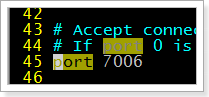 42
43 # Accept connec
44 # If port 0 is
45 port 7006
46